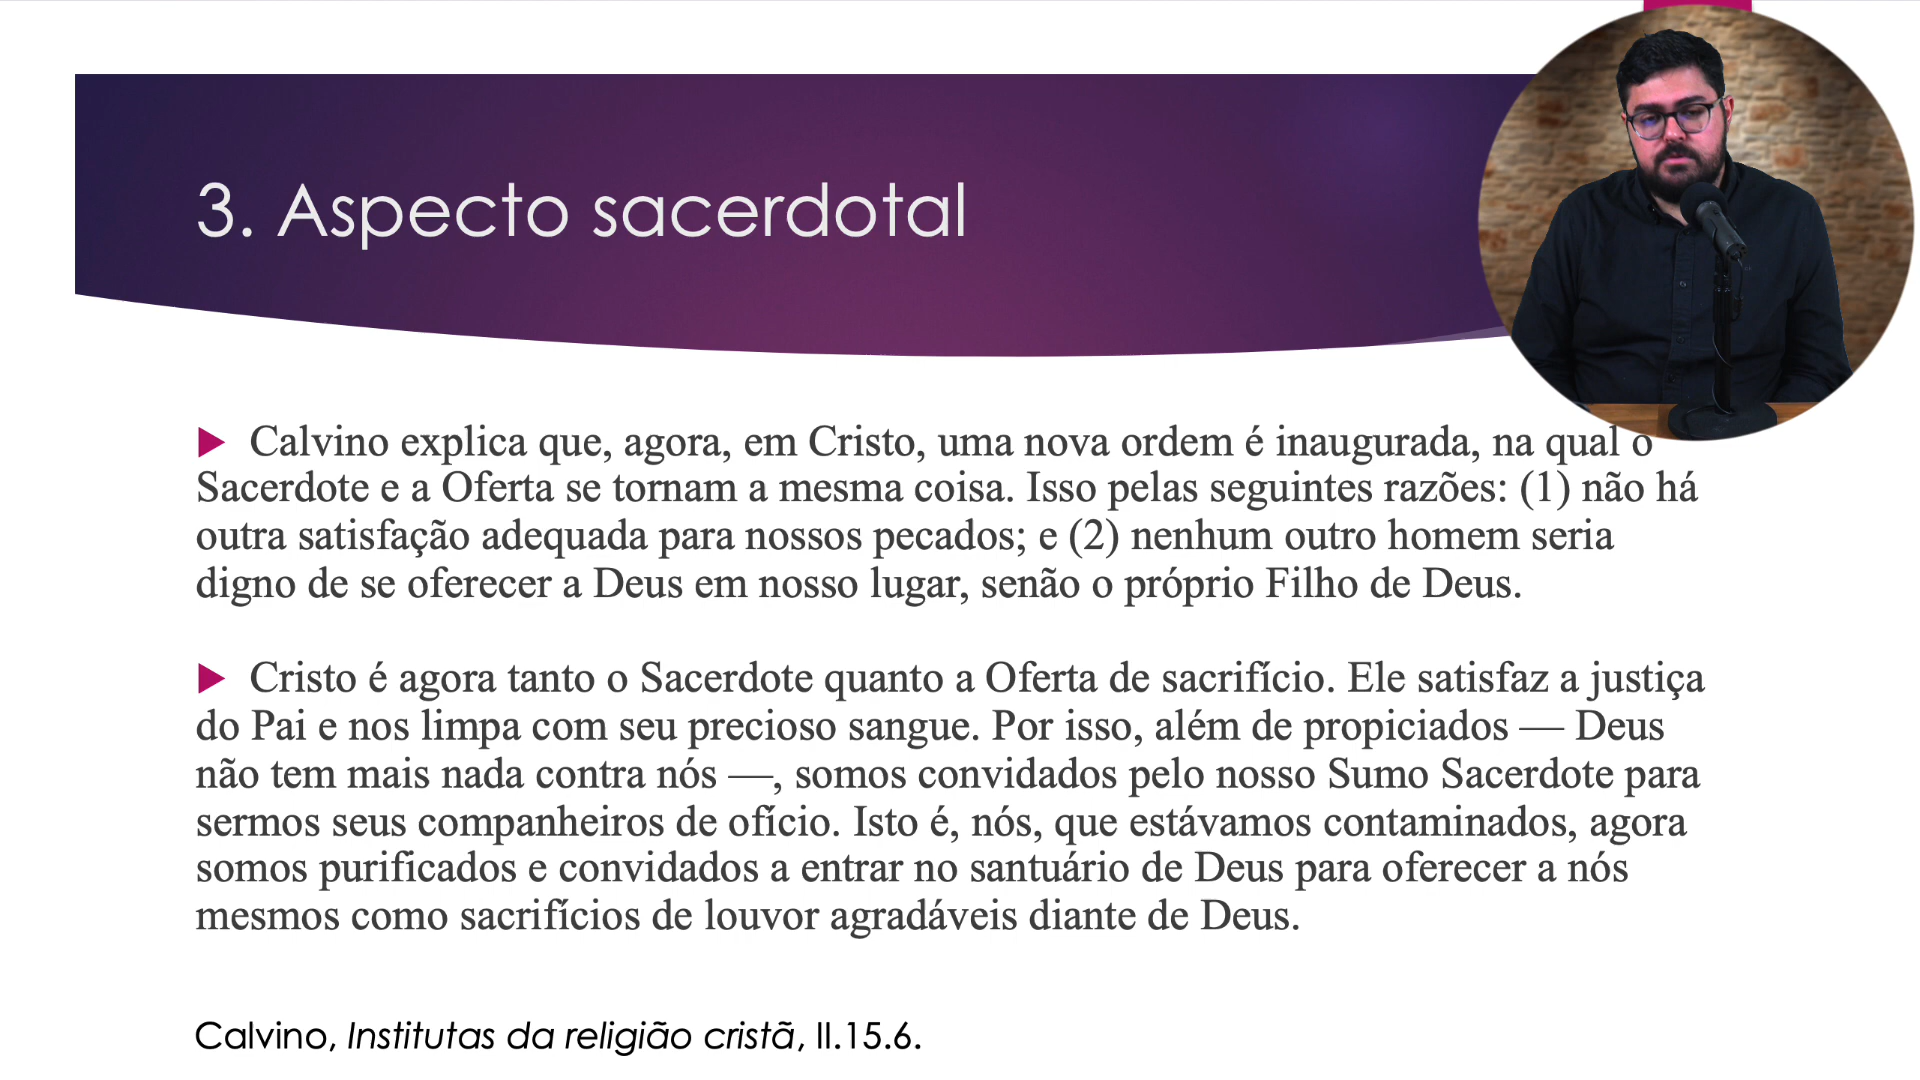 3. Aspecto sacerdotal
Calvino explica que, agora, em Cristo, uma nova ordem é inaugurada, na qual o
Sacerdote e a Oferta se tornam a mesma coisa. Isso pelas seguintes razões: (1) não há
outra satisfação adequada para nossos pecados; e (2) nenhum outro homem seria
digno de se oferecer a Deus em nosso lugar, senão o próprio Filho de Deus.
Cristo é agora tanto o Sacerdote quanto a Oferta de sacrifício. Ele satisfaz a justiça
do Pai e nos limpa com seu precioso sangue. Por isso, além de propiciados — Deus
não tem mais nada contra nós —, somos convidados pelo nosso Sumo Sacerdote para
sermos seus companheiros de ofício. Isto é, nós, que estávamos contaminados, agora
somos purificados e convidados a entrar no santuário de Deus para oferecer a nós
mesmos como sacrifícios de louvor agradáveis diante de Deus.
Calvino, Institutas da religião cristã, II.15.6.